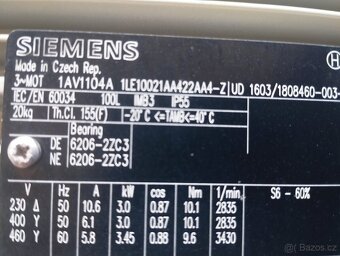 SIEMENS
Made in Czech Rep.
3~MOT 1AV1104A 1LE10021AA422AA4-Z UD 1603/1808460-003-
IEC/EN 60034 100L IMB3 IP55
20kg Th.Cl. 155(F) -20°C <=TAMB<=40°C
Bearing
DE 6206-2ZC3
NE 6206-2ZC3
V Hz A kW cos Nm 1/min S6 - 60%
230 Δ 50 10.6 3.0 0.87 10.1 2835
400 Y 50 6.1 3.0 0.87 10.1 2835
460 Y 60 5.8 3.45 0.88 9.6 3430
Bazos.cz